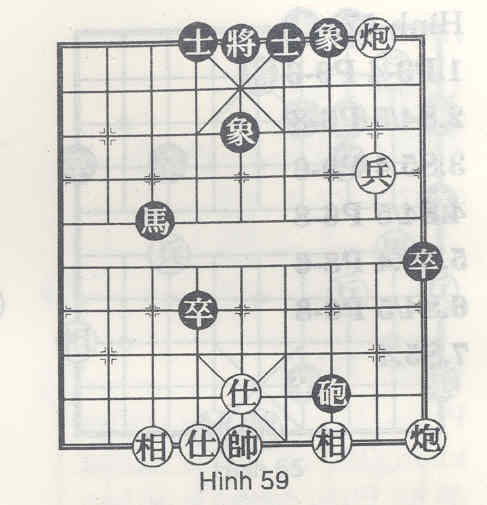 士 將 士 象 炮
象
兵
馬
卒
卒
仕 砲
相 仕 帥 相 炮
Hình 59